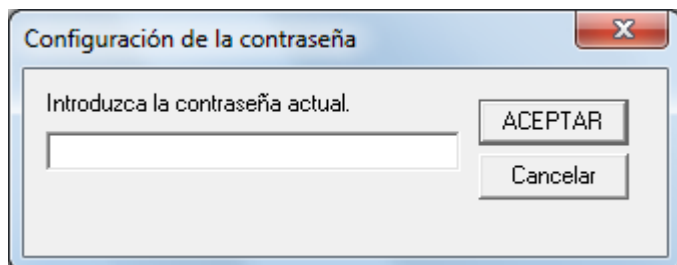 Configuración de la contraseña
Introduzca la contraseña actual.
ACEPTAR
Cancelar